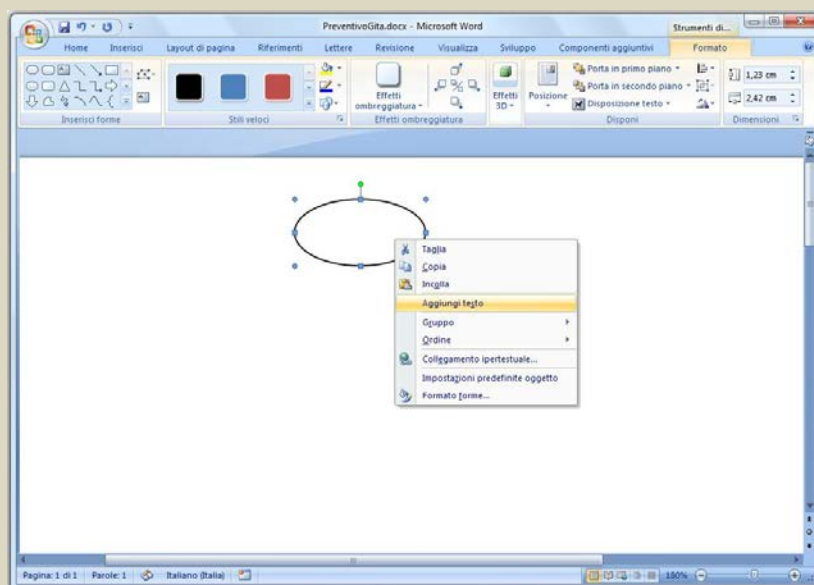 PreventivoGita.docx - Microsoft Word
Strumenti di...
Home Inserisci Layout di pagina Riferimenti Lettere Revisione Visualizza Sviluppo Componenti aggiuntivi Formato
Effetti ombreggiatura
Effetti 3D
Posizione
Porta in primo piano
Porta in secondo piano
Disposizione testo
1,23 cm
2,42 cm
Inserisci forme Stili veloci Effetti ombreggiatura Disponi Dimensioni
Taglia
Copia
Incolla
Aggiungi testo
Gruppo
Ordine
Collegamento ipertestuale...
Impostazioni predefinite oggetto
Formato forme...
Pagina: 1 di 1 Parole: 1 Italiano (Italia) 180%